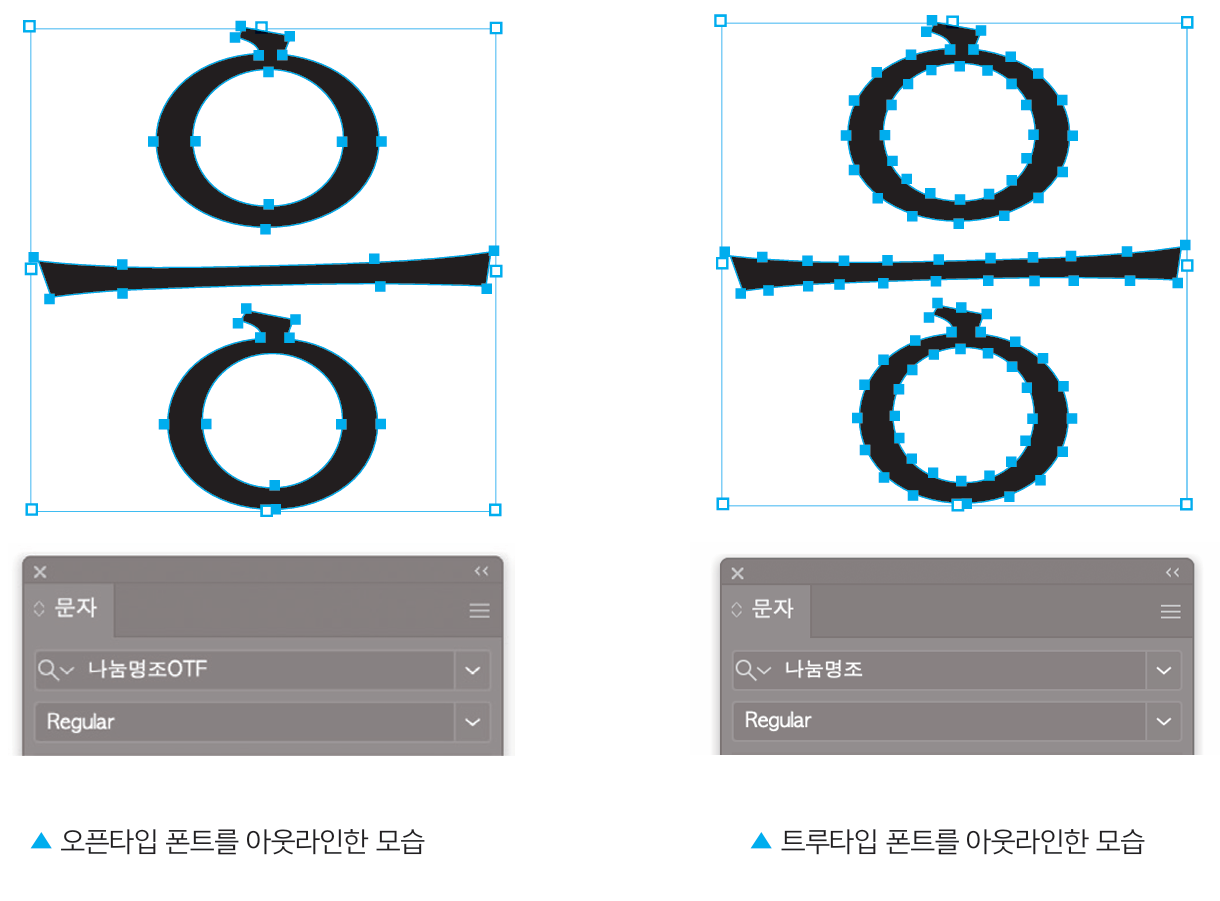 응
응
문자
문자
나눔명조OTF
나눔명조
Regular
Regular
▲ 오픈타입 폰트를 아웃라인한 모습
▲ 트루타입 폰트를 아웃라인한 모습